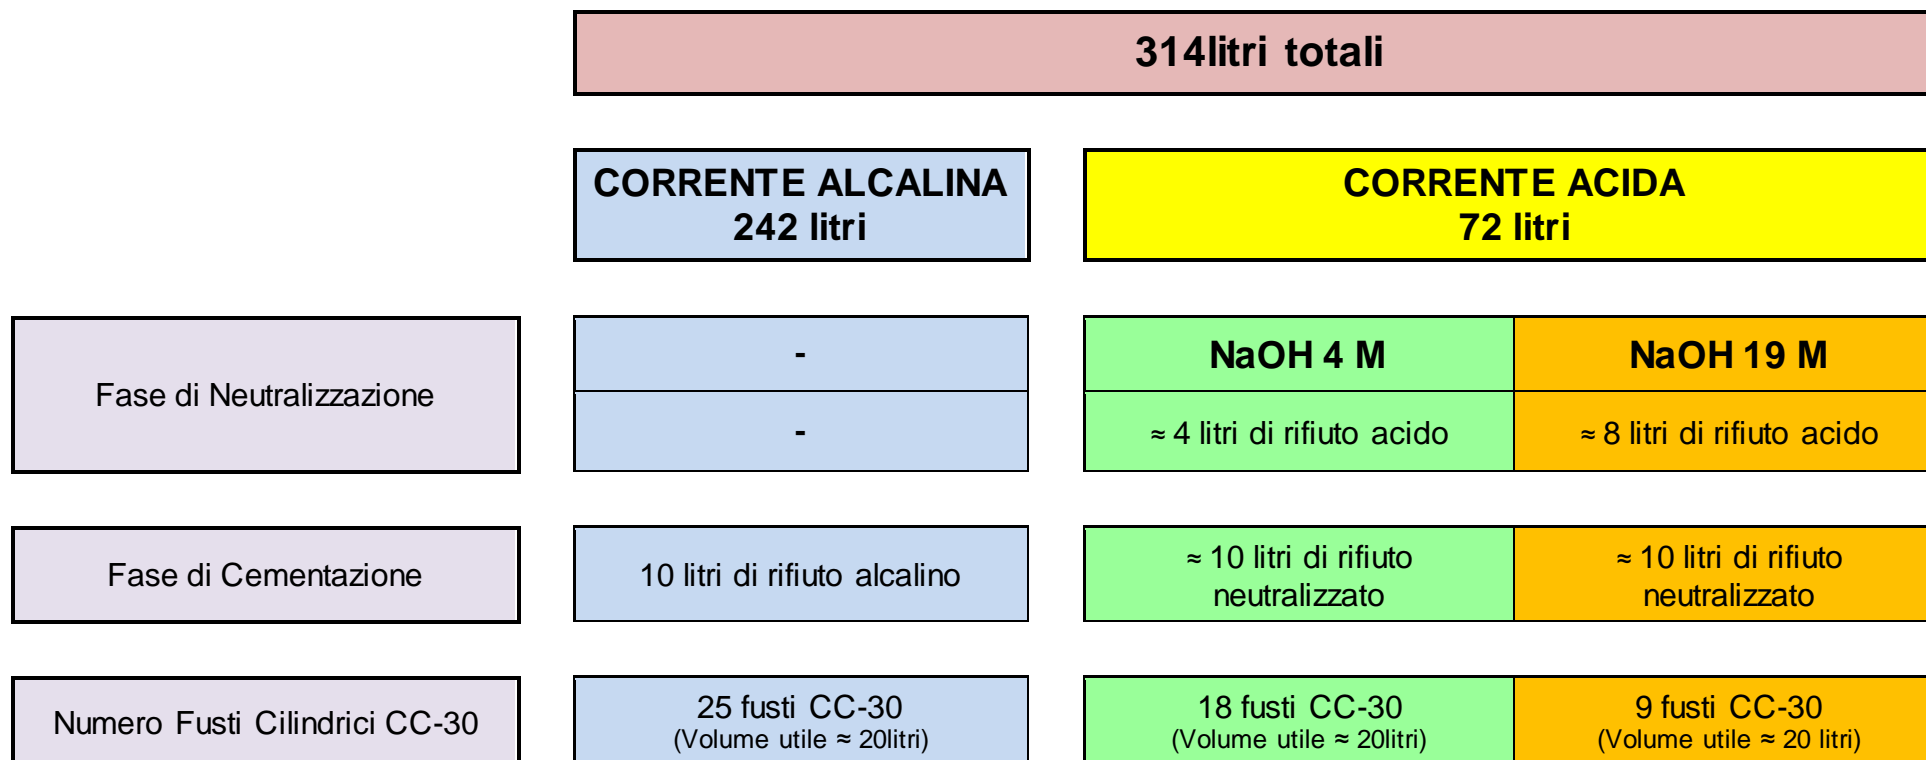 314litri totali
CORRENTE ALCALINA
242 litri
CORRENTE ACIDA
72 litri
Fase di Neutralizzazione
-
NaOH 4 M
NaOH 19 M
-
≈ 4 litri di rifiuto acido
≈ 8 litri di rifiuto acido
Fase di Cementazione
10 litri di rifiuto alcalino
≈ 10 litri di rifiuto
neutralizzato
≈ 10 litri di rifiuto
neutralizzato
Numero Fusti Cilindrici CC-30
25 fusti CC-30
(Volume utile ≈ 20litri)
18 fusti CC-30
(Volume utile ≈ 20litri)
9 fusti CC-30
(Volume utile ≈ 20 litri)